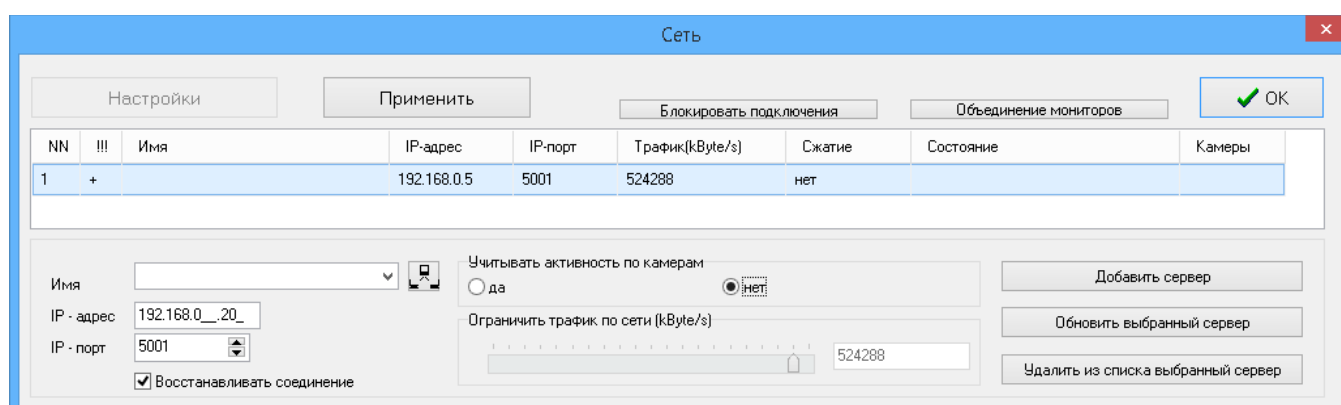 Сеть
Настройки Применить Блокировать подключения Объединение мониторов OK
NN !!! Имя IP-адрес IP-порт Трафик(kByte/s) Сжатие Состояние Камеры
1 + 192.168.0.5 5001 524288 нет
Имя
Учитывать активность по камерам
да нет
Добавить сервер
IP - адрес 192.168.0__.20_
Ограничить трафик по сети (kByte/s)
Обновить выбранный сервер
IP - порт 5001
524288
Удалить из списка выбранный сервер
Восстанавливать соединение